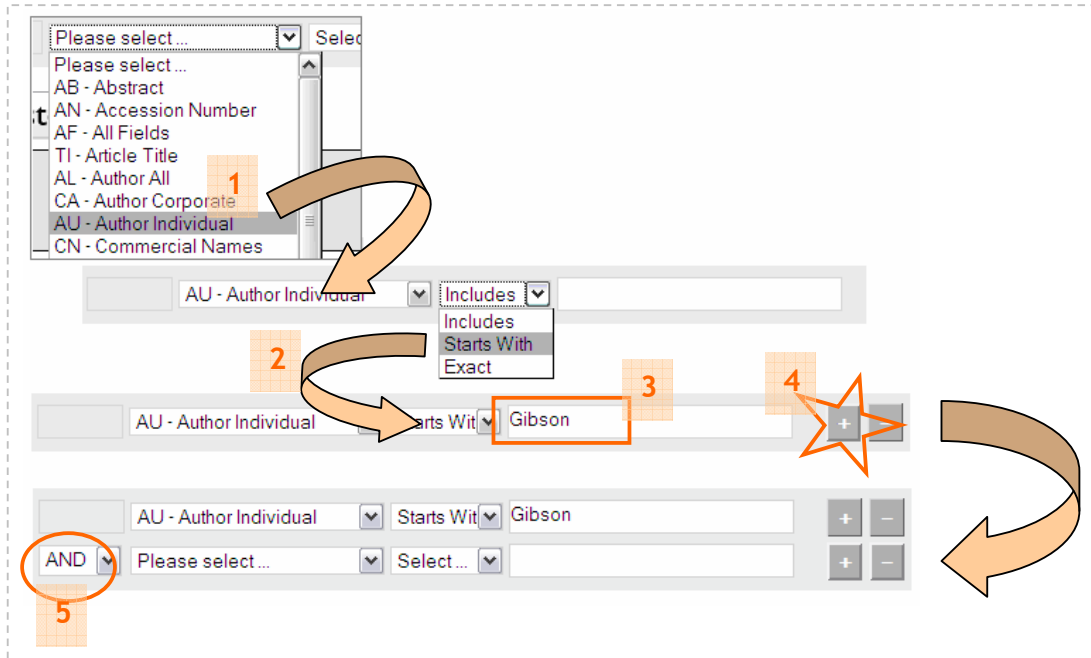 Please select ... Selec
Please select ...
AB - Abstract
AN - Accession Number
AF - All Fields
TI - Article Title
AL - Author All
CA - Author Corporate
AU - Author Individual
CN - Commercial Names
1
AU - Author Individual Includes
Includes
Starts With
Exact
2
3
4
AU - Author Individual arts Wit Gibson + -
AU - Author Individual Starts Wit Gibson + -
AND Please select ... Select ... + -
5